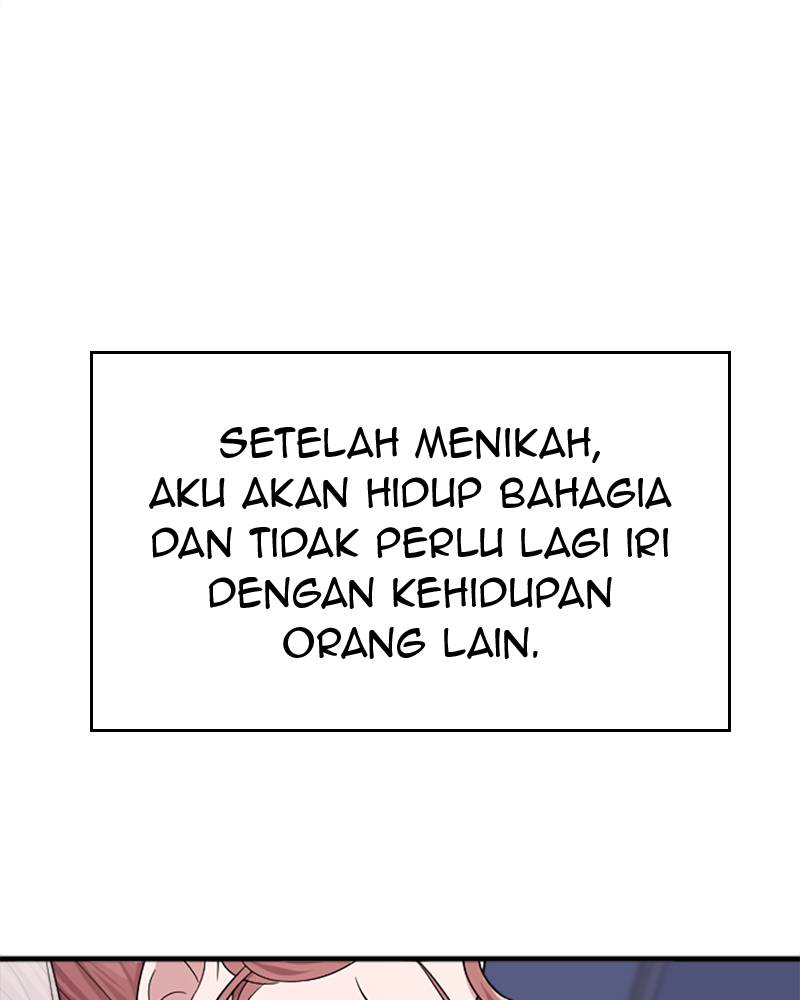 SETELAH MENIKAH,
AKU AKAN HIDUP BAHAGIA
DAN TIDAK PERLU LAGI IRI
DENGAN KEHIDUPAN
ORANG LAIN.